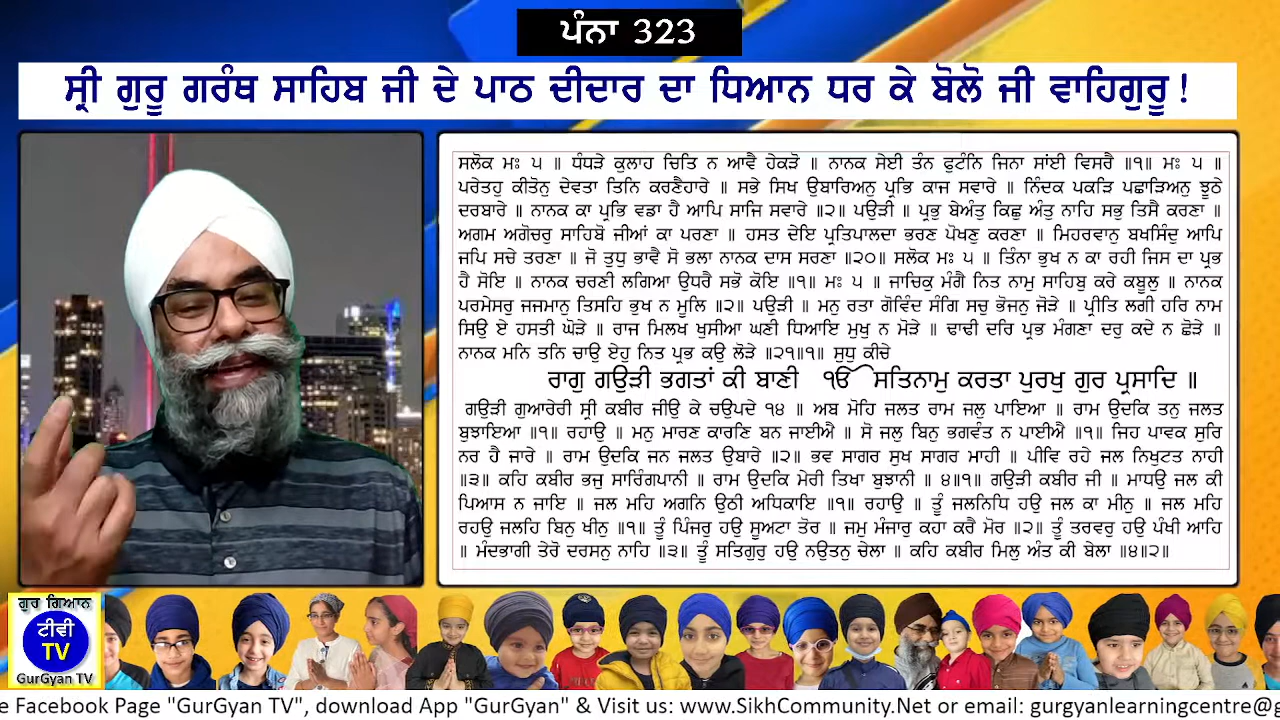 ਪੰਨਾ 323
ਸ੍ਰੀ ਗੁਰੂ ਗਰੰਥ ਸਾਹਿਬ ਜੀ ਦੇ ਪਾਠ ਦੀਦਾਰ ਦਾ ਧਿਆਨ ਧਰ ਕੇ ਬੋਲੋ ਜੀ ਵਾਹਿਗੁਰੂ !
ਸਲੋਕ ਮਃ ੫ ॥ ਧੰਧੜੇ ਕੁਲਾਹ ਚਿਤਿ ਨ ਆਵੈ ਹੇਕੜੋ ॥ ਨਾਨਕ ਸੇਈ ਤੰਨ ਫੁਟੰਨਿ ਜਿਨਾ ਸਾਂਈ ਵਿਸਰੈ ॥੧॥ ਮਃ ੫ ॥
ਪਰੇਤਹੁ ਕੀਤੋਨੁ ਦੇਵਤਾ ਤਿਨਿ ਕਰਣੈਹਾਰੇ ॥ ਸਭੇ ਸਿਖ ਉਬਾਰਿਅਨੁ ਪ੍ਰਭਿ ਕਾਜ ਸਵਾਰੇ ॥ ਨਿੰਦਕ ਪਕੜਿ ਪਛਾੜਿਅਨੁ ਝੂਠੇ
ਦਰਬਾਰੇ ॥ ਨਾਨਕ ਕਾ ਪ੍ਰਭਿ ਵਡਾ ਹੈ ਆਪਿ ਸਾਜਿ ਸਵਾਰੇ ॥੨॥ ਪਉੜੀ ॥ ਪ੍ਰਭੁ ਬੇਅੰਤੁ ਕਿਛੁ ਅੰਤੁ ਨਾਹਿ ਸਭੁ ਤਿਸੈ ਕਰਣਾ ॥
ਅਗਮ ਅਗੋਚਰੁ ਸਾਹਿਬੋ ਜੀਆਂ ਕਾ ਪਰਣਾ ॥ ਹਸਤ ਦੇਇ ਪ੍ਰਤਿਪਾਲਦਾ ਭਰਣ ਪੋਖਣੁ ਕਰਣਾ ॥ ਮਿਹਰਵਾਨੁ ਬਖਸਿੰਦੁ ਆਪਿ
ਜਪਿ ਸਚੇ ਤਰਣਾ ॥ ਜੋ ਤੁਧੁ ਭਾਵੈ ਸੋ ਭਲਾ ਨਾਨਕ ਦਾਸ ਸਰਣਾ ॥੨੦॥ ਸਲੋਕ ਮਃ ੫ ॥ ਤਿੰਨਾ ਭੁਖ ਨ ਕਾ ਰਹੀ ਜਿਸ ਦਾ ਪ੍ਰਭ
ਹੈ ਸੋਇ ॥ ਨਾਨਕ ਚਰਣੀ ਲਗਿਆ ਉਧਰੈ ਸਭੋ ਕੋਇ ॥੧॥ ਮਃ ੫ ॥ ਜਾਚਿਕੁ ਮੰਗੈ ਨਿਤ ਨਾਮੁ ਸਾਹਿਬੁ ਕਰੇ ਕਬੂਲੁ ॥ ਨਾਨਕ
ਪਰਮੇਸਰੁ ਜਜਮਾਨੁ ਤਿਸਹਿ ਭੁਖ ਨ ਮੂਲਿ ॥੨॥ ਪਉੜੀ ॥ ਮਨੁ ਰਤਾ ਗੋਵਿੰਦ ਸੰਗਿ ਸਚੁ ਭੋਜਨੁ ਜੋੜੇ ॥ ਪ੍ਰੀਤਿ ਲਗੀ ਹਰਿ ਨਾਮ
ਸਿਉ ਏ ਹਸਤੀ ਘੋੜੇ ॥ ਰਾਜ ਮਿਲਖ ਖੁਸੀਆ ਘਣੀ ਧਿਆਇ ਮੁਖੁ ਨ ਮੋੜੇ ॥ ਢਾਢੀ ਦਰਿ ਪ੍ਰਭ ਮੰਗਣਾ ਦਰੁ ਕਦੇ ਨ ਛੋੜੇ ॥
ਨਾਨਕ ਮਨਿ ਤਨਿ ਚਾਉ ਏਹੁ ਨਿਤ ਪ੍ਰਭ ਕਉ ਲੋੜੇ ॥੨੧॥੧॥ ਸੁਧੁ ਕੀਚੇ
ਰਾਗੁ ਗਉੜੀ ਭਗਤਾਂ ਕੀ ਬਾਣੀ ੴ ਸਤਿਨਾਮੁ ਕਰਤਾ ਪੁਰਖੁ ਗੁਰ ਪ੍ਰਸਾਦਿ ॥
ਗਉੜੀ ਗੁਆਰੇਰੀ ਸ੍ਰੀ ਕਬੀਰ ਜੀਉ ਕੇ ਚਉਪਦੇ ੧੪ ॥ ਅਬ ਮੋਹਿ ਜਲਤ ਰਾਮ ਜਲੁ ਪਾਇਆ ॥ ਰਾਮ ਉਦਕਿ ਤਨੁ ਜਲਤ
ਬੁਝਾਇਆ ॥੧॥ ਰਹਾਉ ॥ ਮਨੁ ਮਾਰਣ ਕਾਰਣਿ ਬਨ ਜਾਈਐ ॥ ਸੋ ਜਲੁ ਬਿਨੁ ਭਗਵੰਤ ਨ ਪਾਈਐ ॥੧॥ ਜਿਹ ਪਾਵਕ ਸੁਰਿ
ਨਰ ਹੈ ਜਾਰੇ ॥ ਰਾਮ ਉਦਕਿ ਜਨ ਜਲਤ ਉਬਾਰੇ ॥੨॥ ਭਵ ਸਾਗਰ ਸੁਖ ਸਾਗਰ ਮਾਹੀ ॥ ਪੀਵਿ ਰਹੇ ਜਲ ਨਿਖੁਟਤ ਨਾਹੀ
॥੩॥ ਕਹਿ ਕਬੀਰ ਭਜੁ ਸਾਰਿੰਗਪਾਨੀ ॥ ਰਾਮ ਉਦਕਿ ਮੇਰੀ ਤਿਖਾ ਬੁਝਾਨੀ ॥ ੪॥੧॥ ਗਉੜੀ ਕਬੀਰ ਜੀ ॥ ਮਾਧਉ ਜਲ ਕੀ
ਪਿਆਸ ਨ ਜਾਇ ॥ ਜਲ ਮਹਿ ਅਗਨਿ ਉਠੀ ਅਧਿਕਾਇ ॥੧॥ ਰਹਾਉ ॥ ਤੂੰ ਜਲਨਿਧਿ ਹਉ ਜਲ ਕਾ ਮੀਨੁ ॥ ਜਲ ਮਹਿ
ਰਹਉ ਜਲਹਿ ਬਿਨੁ ਖੀਨੁ ॥੧॥ ਤੂੰ ਪਿੰਜਰੁ ਹਉ ਸੂਅਟਾ ਤੋਰ ॥ ਜਮੁ ਮੰਜਾਰੁ ਕਹਾ ਕਰੈ ਮੋਰ ॥੨॥ ਤੂੰ ਤਰਵਰੁ ਹਉ ਪੰਖੀ ਆਹਿ
॥ ਮੰਦਭਾਗੀ ਤੇਰੋ ਦਰਸਨੁ ਨਾਹਿ ॥੩॥ ਤੂੰ ਸਤਿਗੁਰੁ ਹਉ ਨਉਤਨੁ ਚੇਲਾ ॥ ਕਹਿ ਕਬੀਰ ਮਿਲੁ ਅੰਤ ਕੀ ਬੇਲਾ ॥੪॥੨॥
ਗੁਰ ਗਿਆਨ
ਟੀਵੀ
TV
GurGyan TV
e Facebook Page "GurGyan TV", download App "GurGyan" & Visit us: www.SikhCommunity.Net or email: gurgyanlearningcentre@g